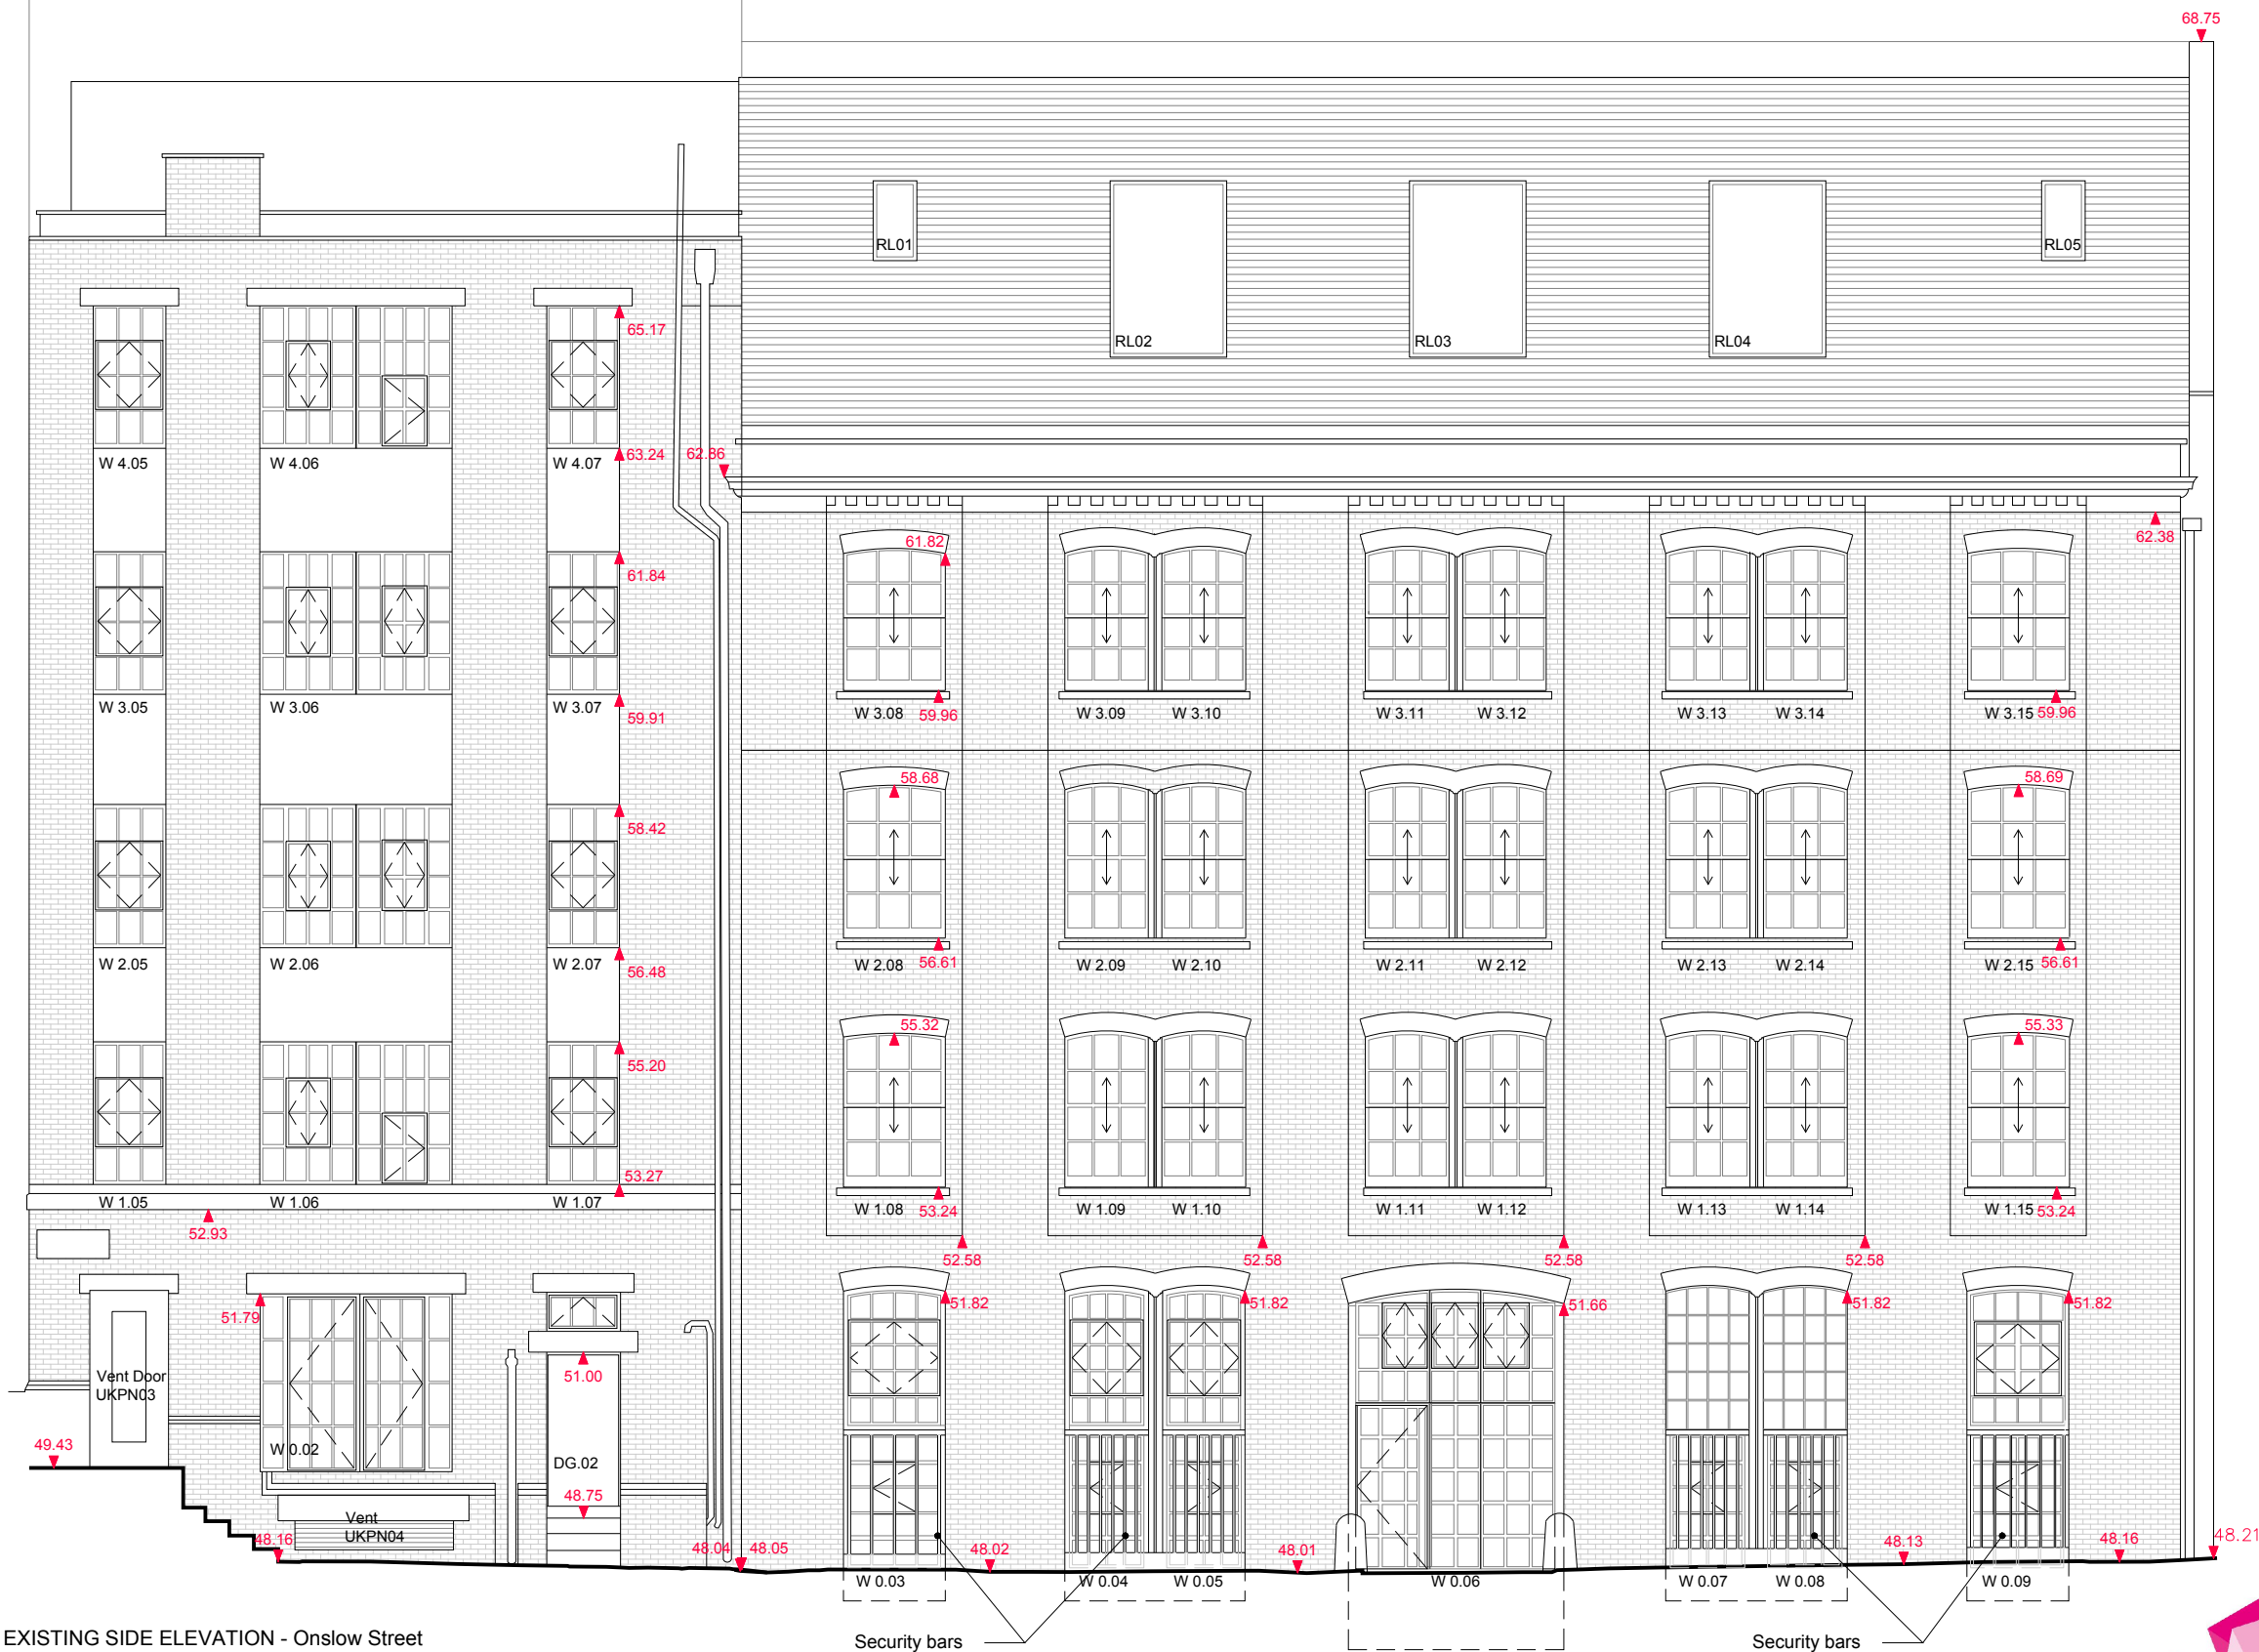 68.75
RL01
RL05
65.17
RL02
RL03
RL04
W 4.05
W 4.06
W 4.07
63.24
62.86
61.82
62.38
61.84
W 3.05
W 3.06
W 3.07
59.91
W 3.08
59.96
W 3.09
W 3.10
W 3.11
W 3.12
W 3.13
W 3.14
W 3.15
59.96
58.68
58.69
58.42
W 2.05
W 2.06
W 2.07
56.48
W 2.08
56.61
W 2.09
W 2.10
W 2.11
W 2.12
W 2.13
W 2.14
W 2.15
56.61
55.32
55.33
55.20
53.27
W 1.05
W 1.06
W 1.07
W 1.08
53.24
W 1.09
W 1.10
W 1.11
W 1.12
W 1.13
W 1.14
W 1.15
53.24
52.93
52.58
52.58
52.58
52.58
51.79
51.82
51.82
51.66
51.82
51.82
Vent Door
UKPN03
51.00
49.43
W 0.02
DG.02
48.75
Vent
UKPN04
48.16
48.04
48.05
48.02
48.01
48.13
48.16
48.21
W 0.03
W 0.04
W 0.05
W 0.06
W 0.07
W 0.08
W 0.09
EXISTING SIDE ELEVATION - Onslow Street
Security bars
Security bars